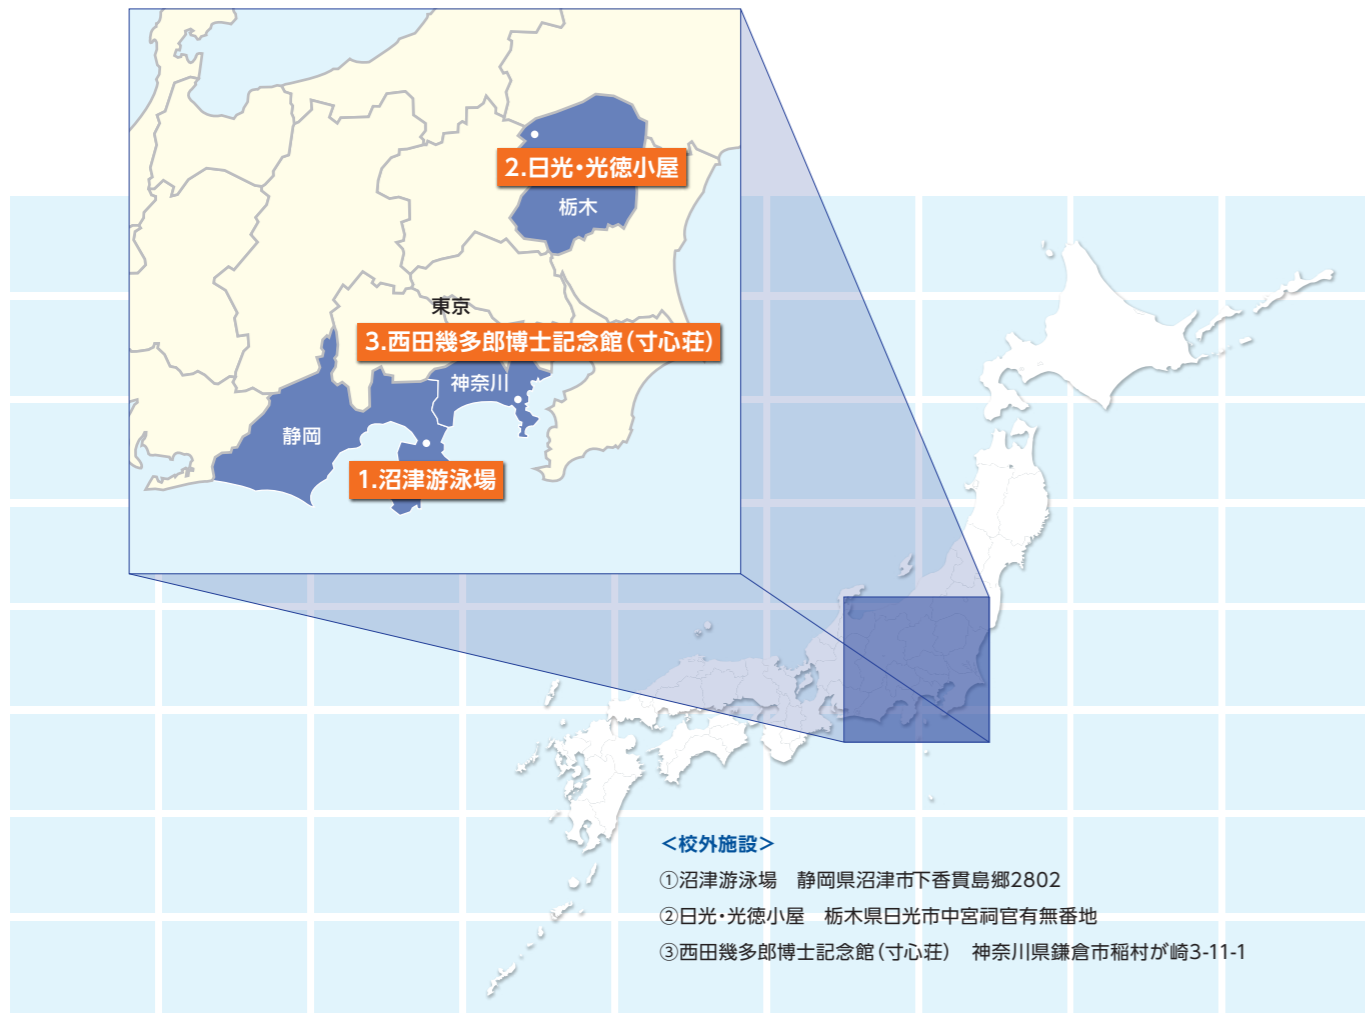 2.日光・光徳小屋
栃木
東京
3.西田幾多郎博士記念館(寸心荘)
神奈川
静岡
1.沼津游泳場
＜校外施設＞
①沼津游泳場　静岡県沼津市下香貫島郷2802
②日光・光徳小屋　栃木県日光市中宮祠官有無番地
③西田幾多郎博士記念館(寸心荘)　神奈川県鎌倉市稲村が崎3-11-1